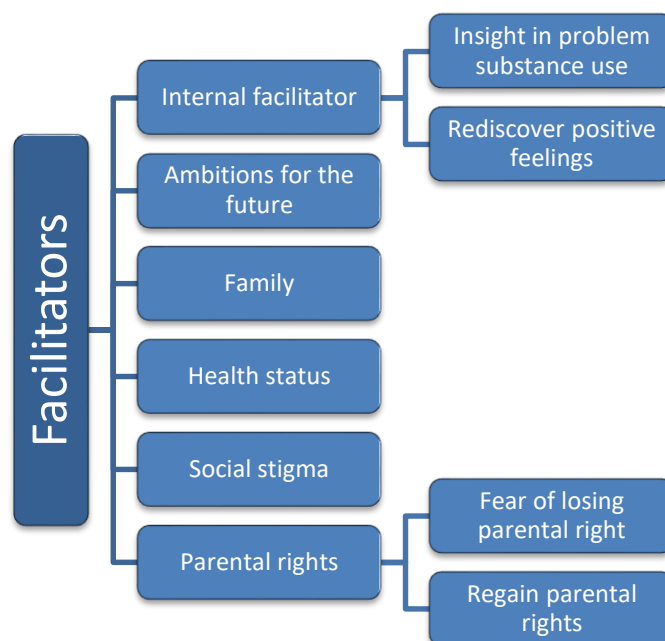 Facilitators
Internal facilitator
Insight in problem
substance use
Rediscover positive
feelings
Ambitions for the
future
Family
Health status
Social stigma
Parental rights
Fear of losing
parental right
Regain parental
rights